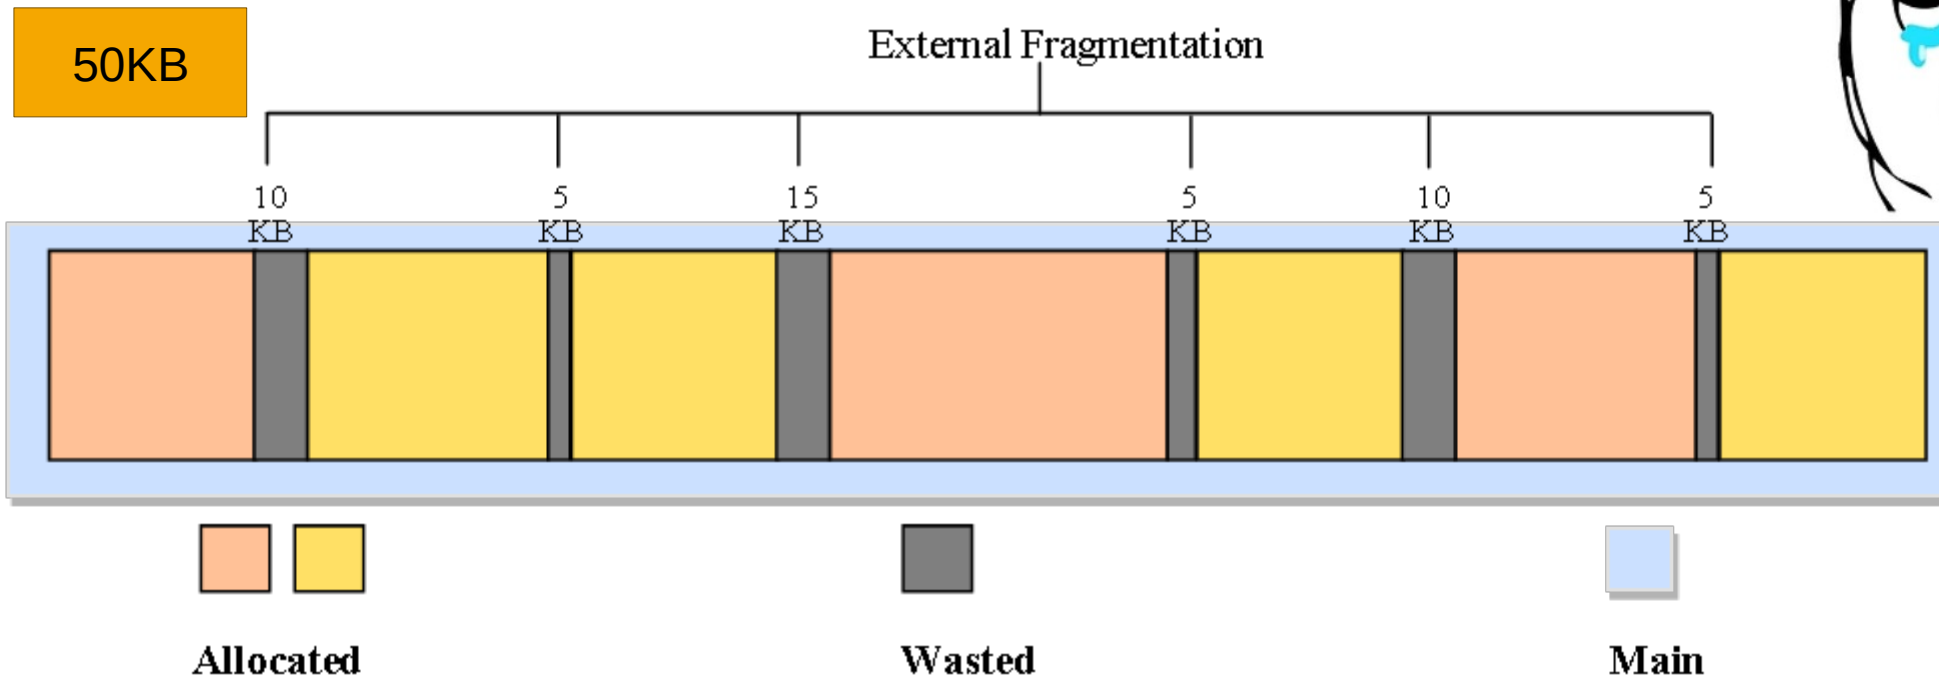 50KB
External Fragmentation
10 5 15 5 10 5
KB KB KB KB KB KB
Allocated Wasted Main